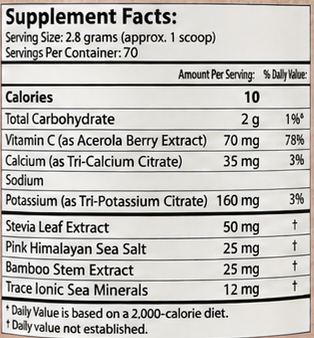 Supplement Facts:
Serving Size: 2.8 grams (approx. 1 scoop)
Servings Per Container: 70
Amount Per Serving: % Daily Value:
Calories 10
Total Carbohydrate 2 g 1%*
Vitamin C (as Acerola Berry Extract) 70 mg 78%
Calcium (as Tri-Calcium Citrate) 35 mg 3%
Sodium
Potassium (as Tri-Potassium Citrate) 160 mg 3%
Stevia Leaf Extract 50 mg †
Pink Himalayan Sea Salt 25 mg †
Bamboo Stem Extract 25 mg †
Trace Ionic Sea Minerals 12 mg †
* Daily Value is based on a 2,000-calorie diet.
† Daily value not established.